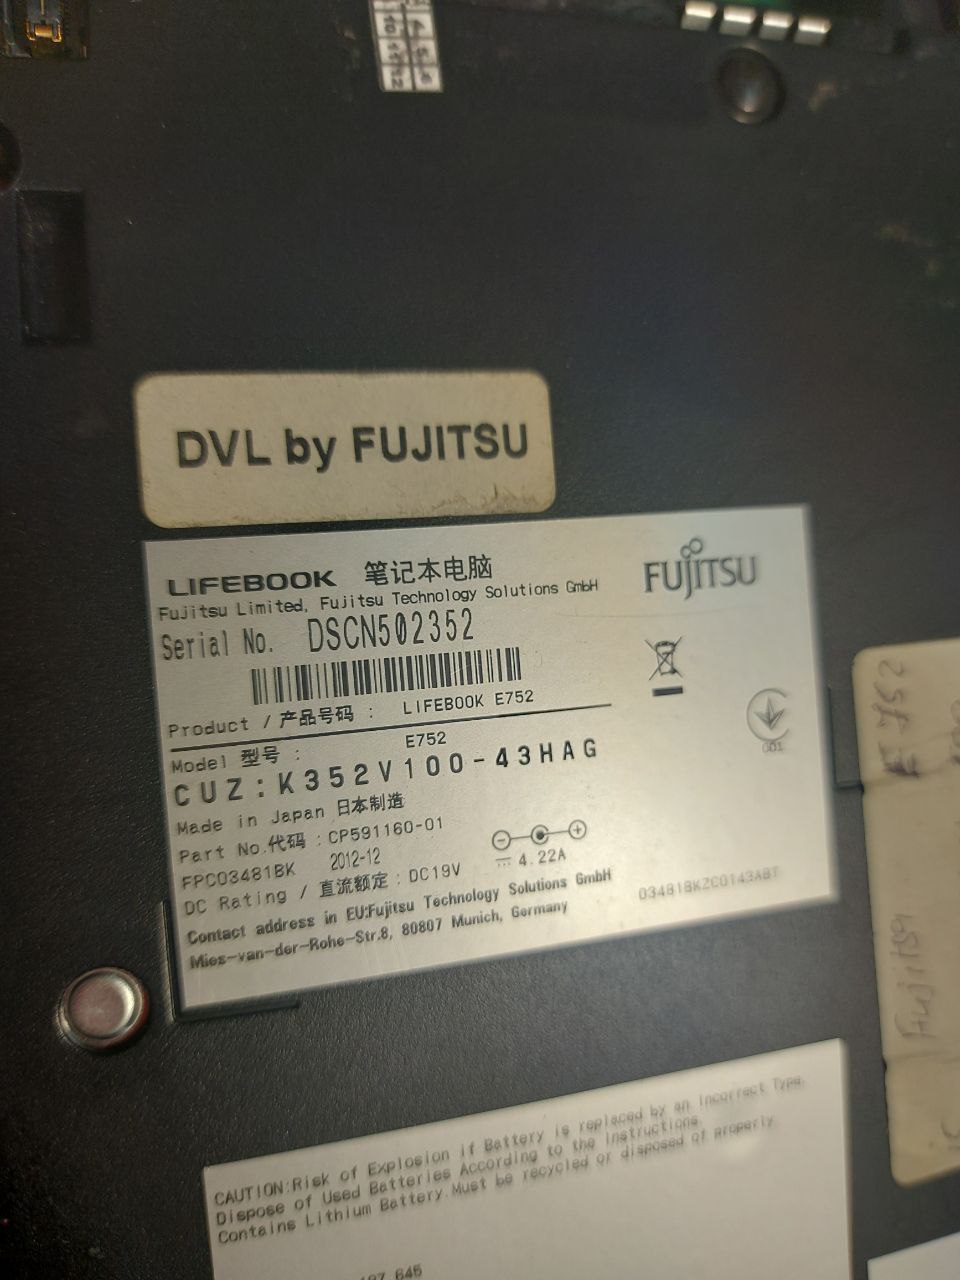 DVL by FUJITSU
LIFEBOOK 笔记本电脑
FUJITSU
Fujitsu Limited, Fujitsu Technology Solutions GmbH
Serial No. DSCN502352
Product / 产品号码 : LIFEBOOK E752
Model 型号 : E752
CUZ:K352V100-43HAG
001
Made in Japan 日本制造
Part No.代码 : CP591160-01
FPC03481BK 2012-12
DC Rating / 直流额定 : DC19V 4.22A
Contact address in EU:Fujitsu Technology Solutions GmbH
Mies-van-der-Rohe-Str.8, 80807 Munich, Germany
03481BKZC0143ABT
E 752
Fujitsu
CAUTION:Risk of Explosion if Battery is replaced by an Incorrect Type.
Dispose of Used Batteries According to the Instructions.
Contains Lithium Battery.Must be recycled or disposed of properly.